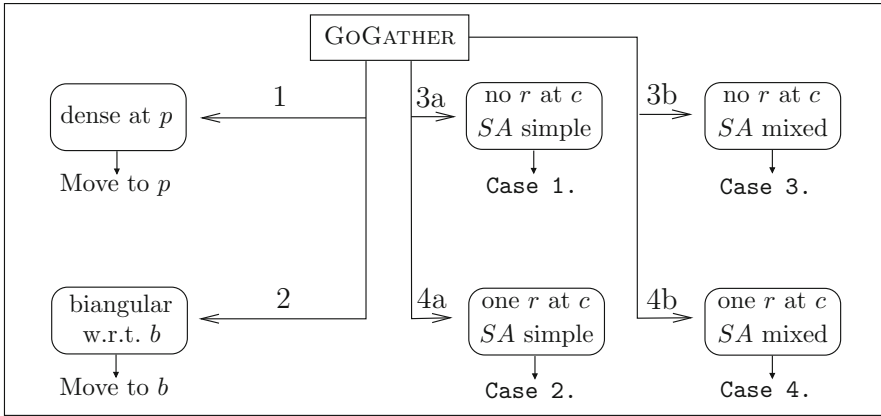 GOGATHER
1
3a
3b
dense at p
no r at c
SA simple
no r at c
SA mixed
Move to p
Case 1.
Case 3.
2
4a
4b
biangular
w.r.t. b
one r at c
SA simple
one r at c
SA mixed
Move to b
Case 2.
Case 4.